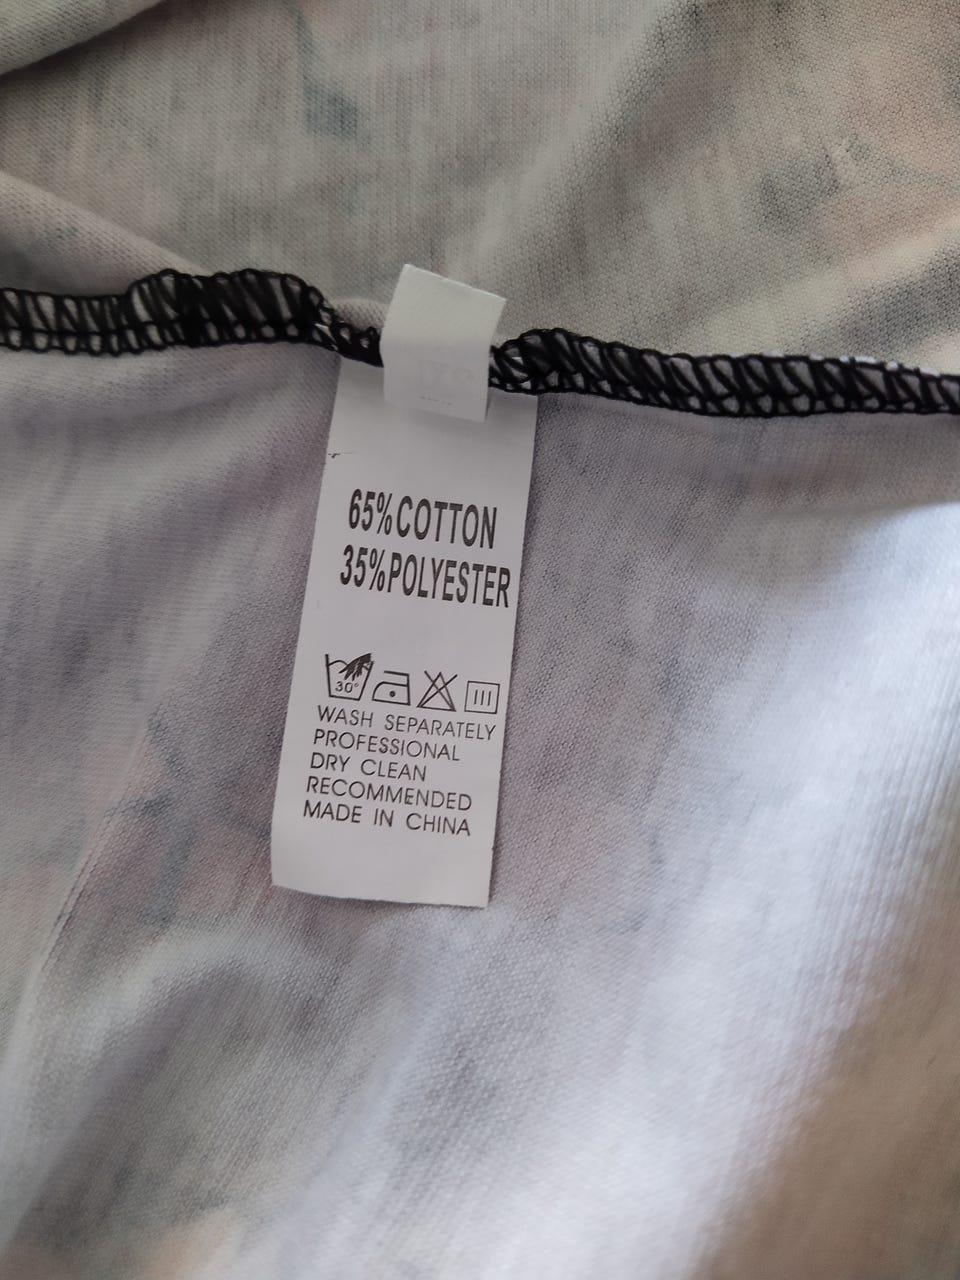 65%COTTON
35%POLYESTER
30°
WASH SEPARATELY
PROFESSIONAL
DRY CLEAN
RECOMMENDED
MADE IN CHINA